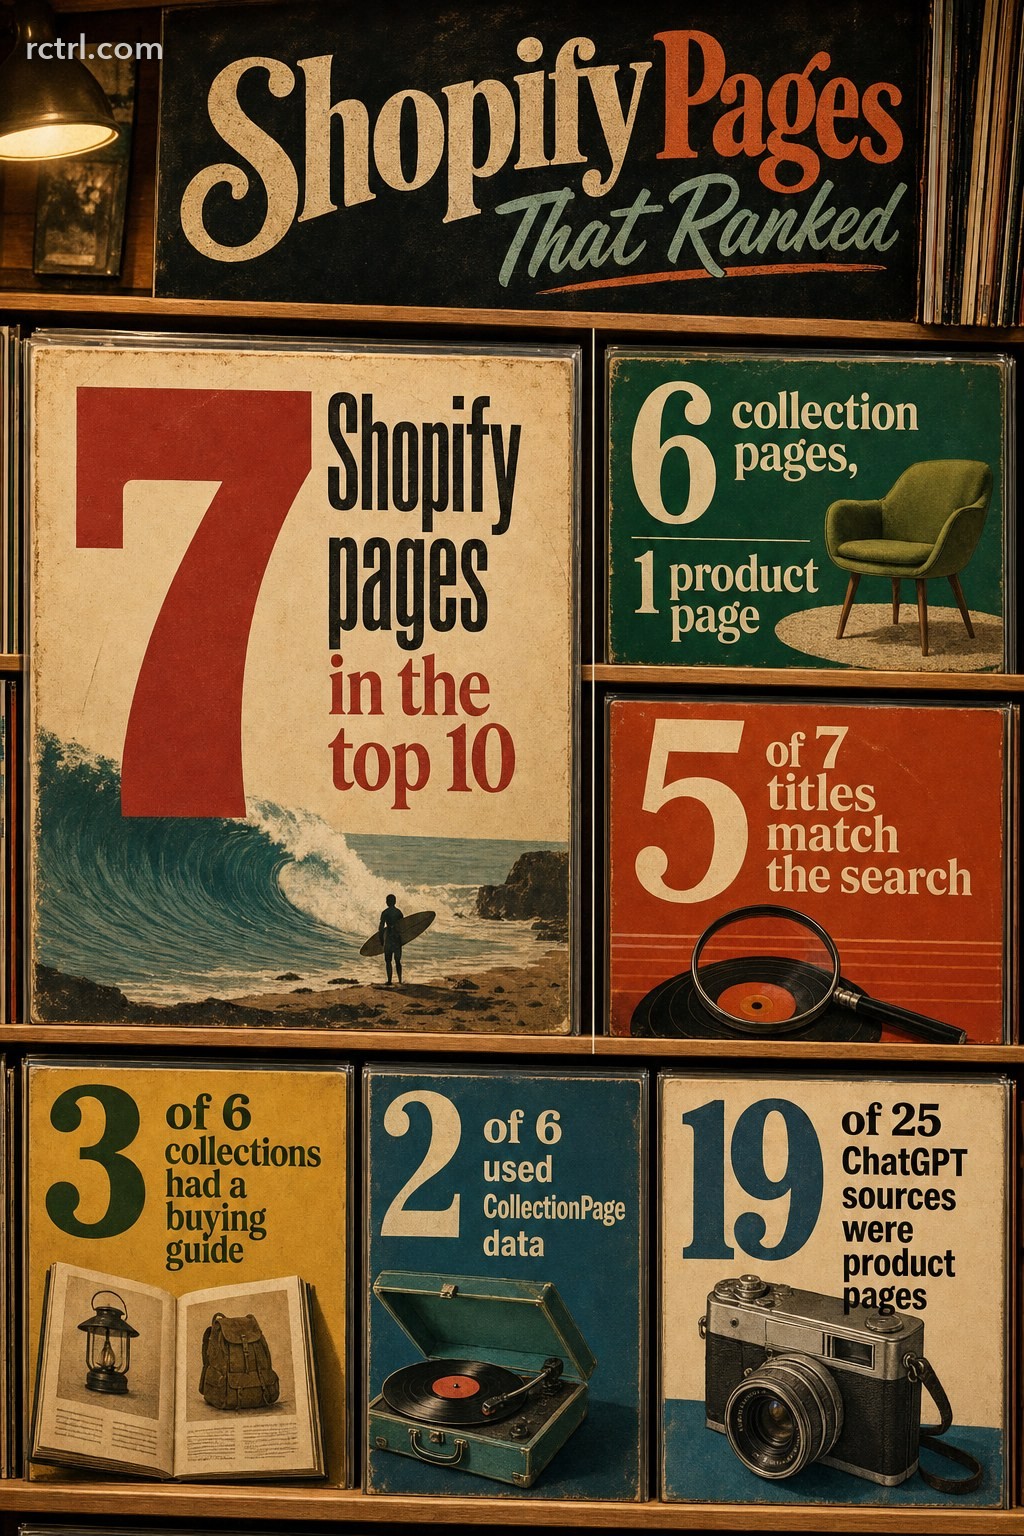 rctrl.com
Shopify Pages
That Ranked
7
Shopify
pages
in the
top 10
6
collection
pages,
1
product
page
5
of 7
titles
match
the search
3
of 6
collections
had a
buying
guide
2
of 6
used
CollectionPage
data
19
of 25
ChatGPT
sources
were
product
pages